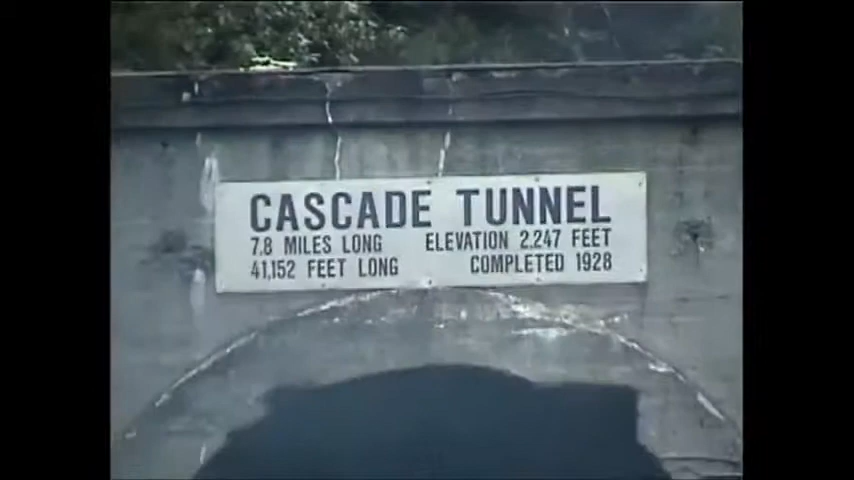 CASCADE TUNNEL
7.8 MILES LONG ELEVATION 2.247 FEET
41,152 FEET LONG COMPLETED 1928